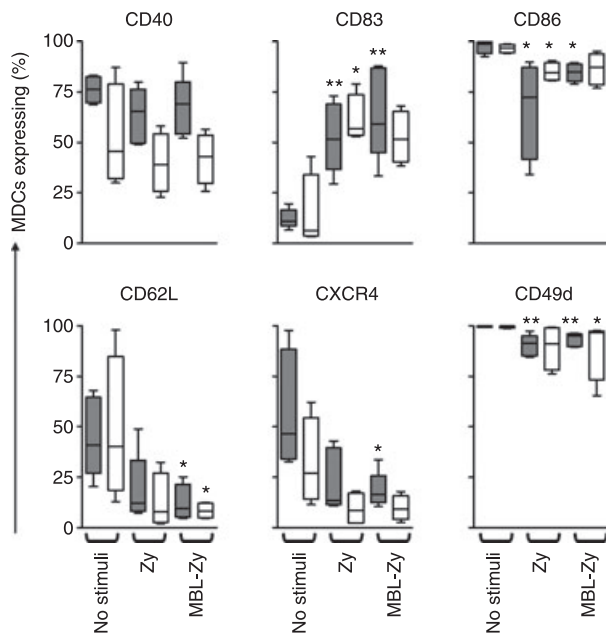 CD40
CD83
CD86
MDCs expressing (%)
100
75
50
25
0
** * **
* * *
CD62L
CXCR4
CD49d
100
75
50
25
0
* *
*
** ** *
No stimuli
Zy
MBL-Zy
No stimuli
Zy
MBL-Zy
No stimuli
Zy
MBL-Zy